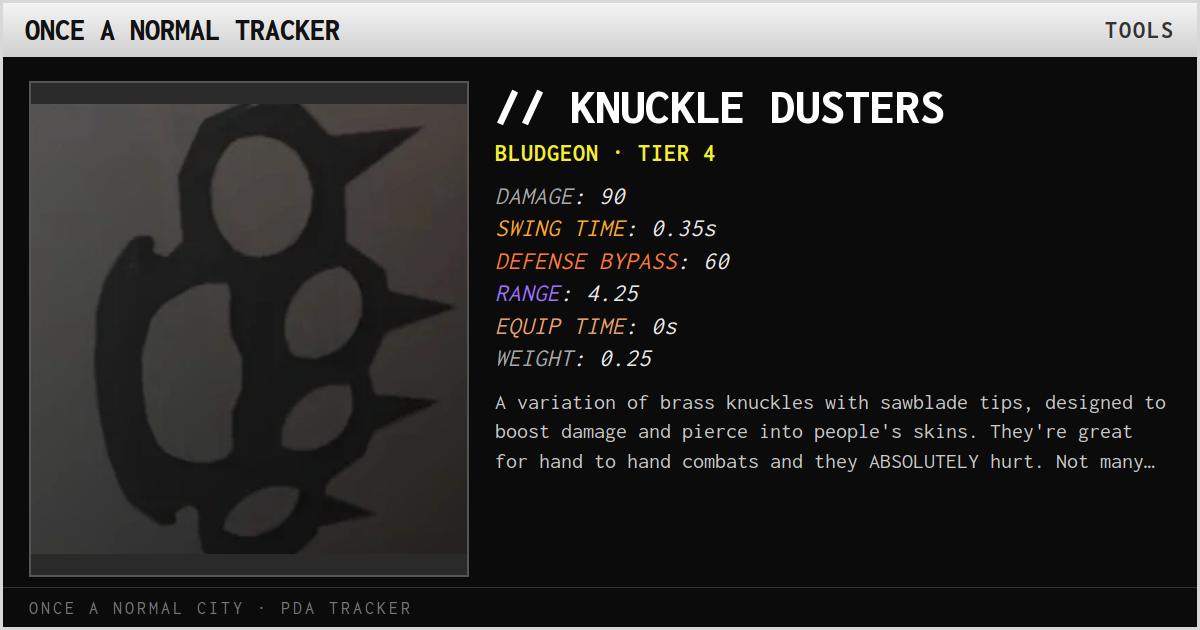 ONCE A NORMAL TRACKER
TOOLS
// KNUCKLE DUSTERS
BLUDGEON · TIER 4
DAMAGE: 90
SWING TIME: 0.35s
DEFENSE BYPASS: 60
RANGE: 4.25
EQUIP TIME: 0s
WEIGHT: 0.25
A variation of brass knuckles with sawblade tips, designed to
boost damage and pierce into people's skins. They're great
for hand to hand combats and they ABSOLUTELY hurt. Not many…
ONCE A NORMAL CITY · PDA TRACKER